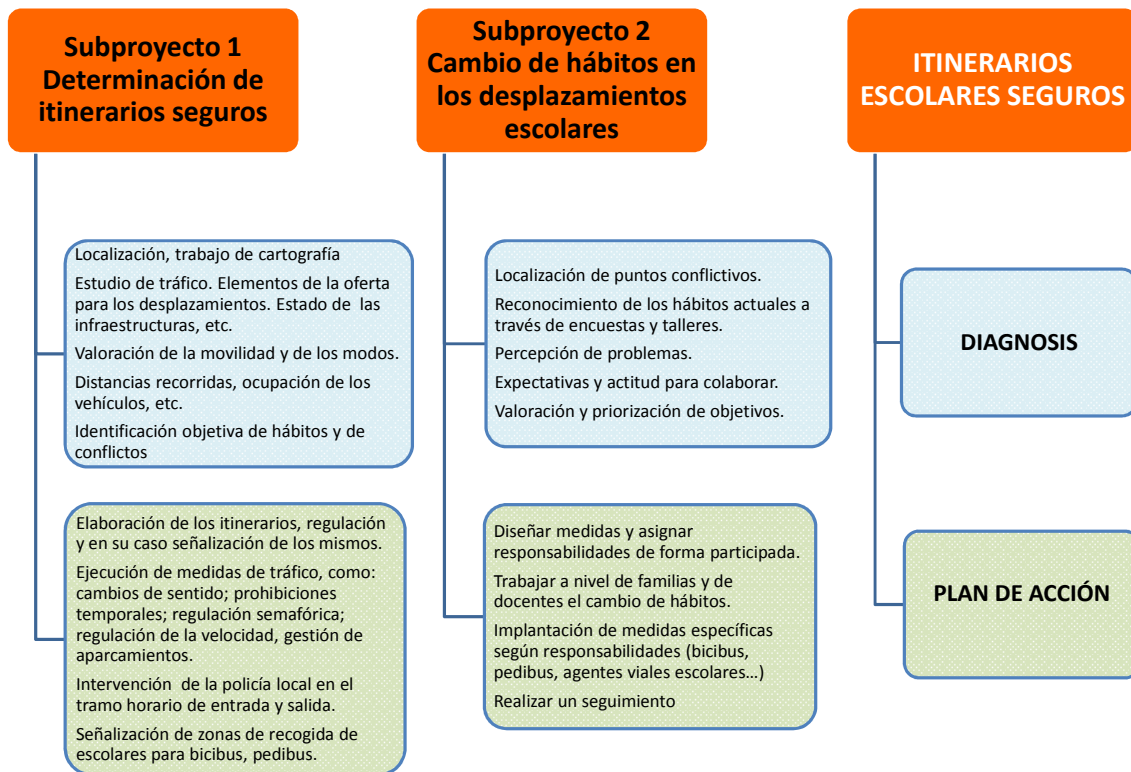 Subproyecto 1
Determinación de
itinerarios seguros
Localización, trabajo de cartografía
Estudio de tráfico. Elementos de la oferta
para los desplazamientos. Estado de las
infraestructuras, etc.
Valoración de la movilidad y de los modos.
Distancias recorridas, ocupación de los
vehículos, etc.
Identificación objetiva de hábitos y de
conflictos
Elaboración de los itinerarios, regulación
y en su caso señalización de los mismos.
Ejecución de medidas de tráfico, como:
cambios de sentido; prohibiciones
temporales; regulación semafórica;
regulación de la velocidad, gestión de
aparcamientos.
Intervención de la policía local en el
tramo horario de entrada y salida.
Señalización de zonas de recogida de
escolares para bicibus, pedibus.
Subproyecto 2
Cambio de hábitos en
los desplazamientos
escolares
Localización de puntos conflictivos.
Reconocimiento de los hábitos actuales a
través de encuestas y talleres.
Percepción de problemas.
Expectativas y actitud para colaborar.
Valoración y priorización de objetivos.
Diseñar medidas y asignar
responsabilidades de forma participada.
Trabajar a nivel de familias y de
docentes el cambio de hábitos.
Implantación de medidas específicas
según responsabilidades (bicibus,
pedibus, agentes viales escolares...)
Realizar un seguimiento
ITINERARIOS
ESCOLARES SEGUROS
DIAGNOSIS
PLAN DE ACCIÓN